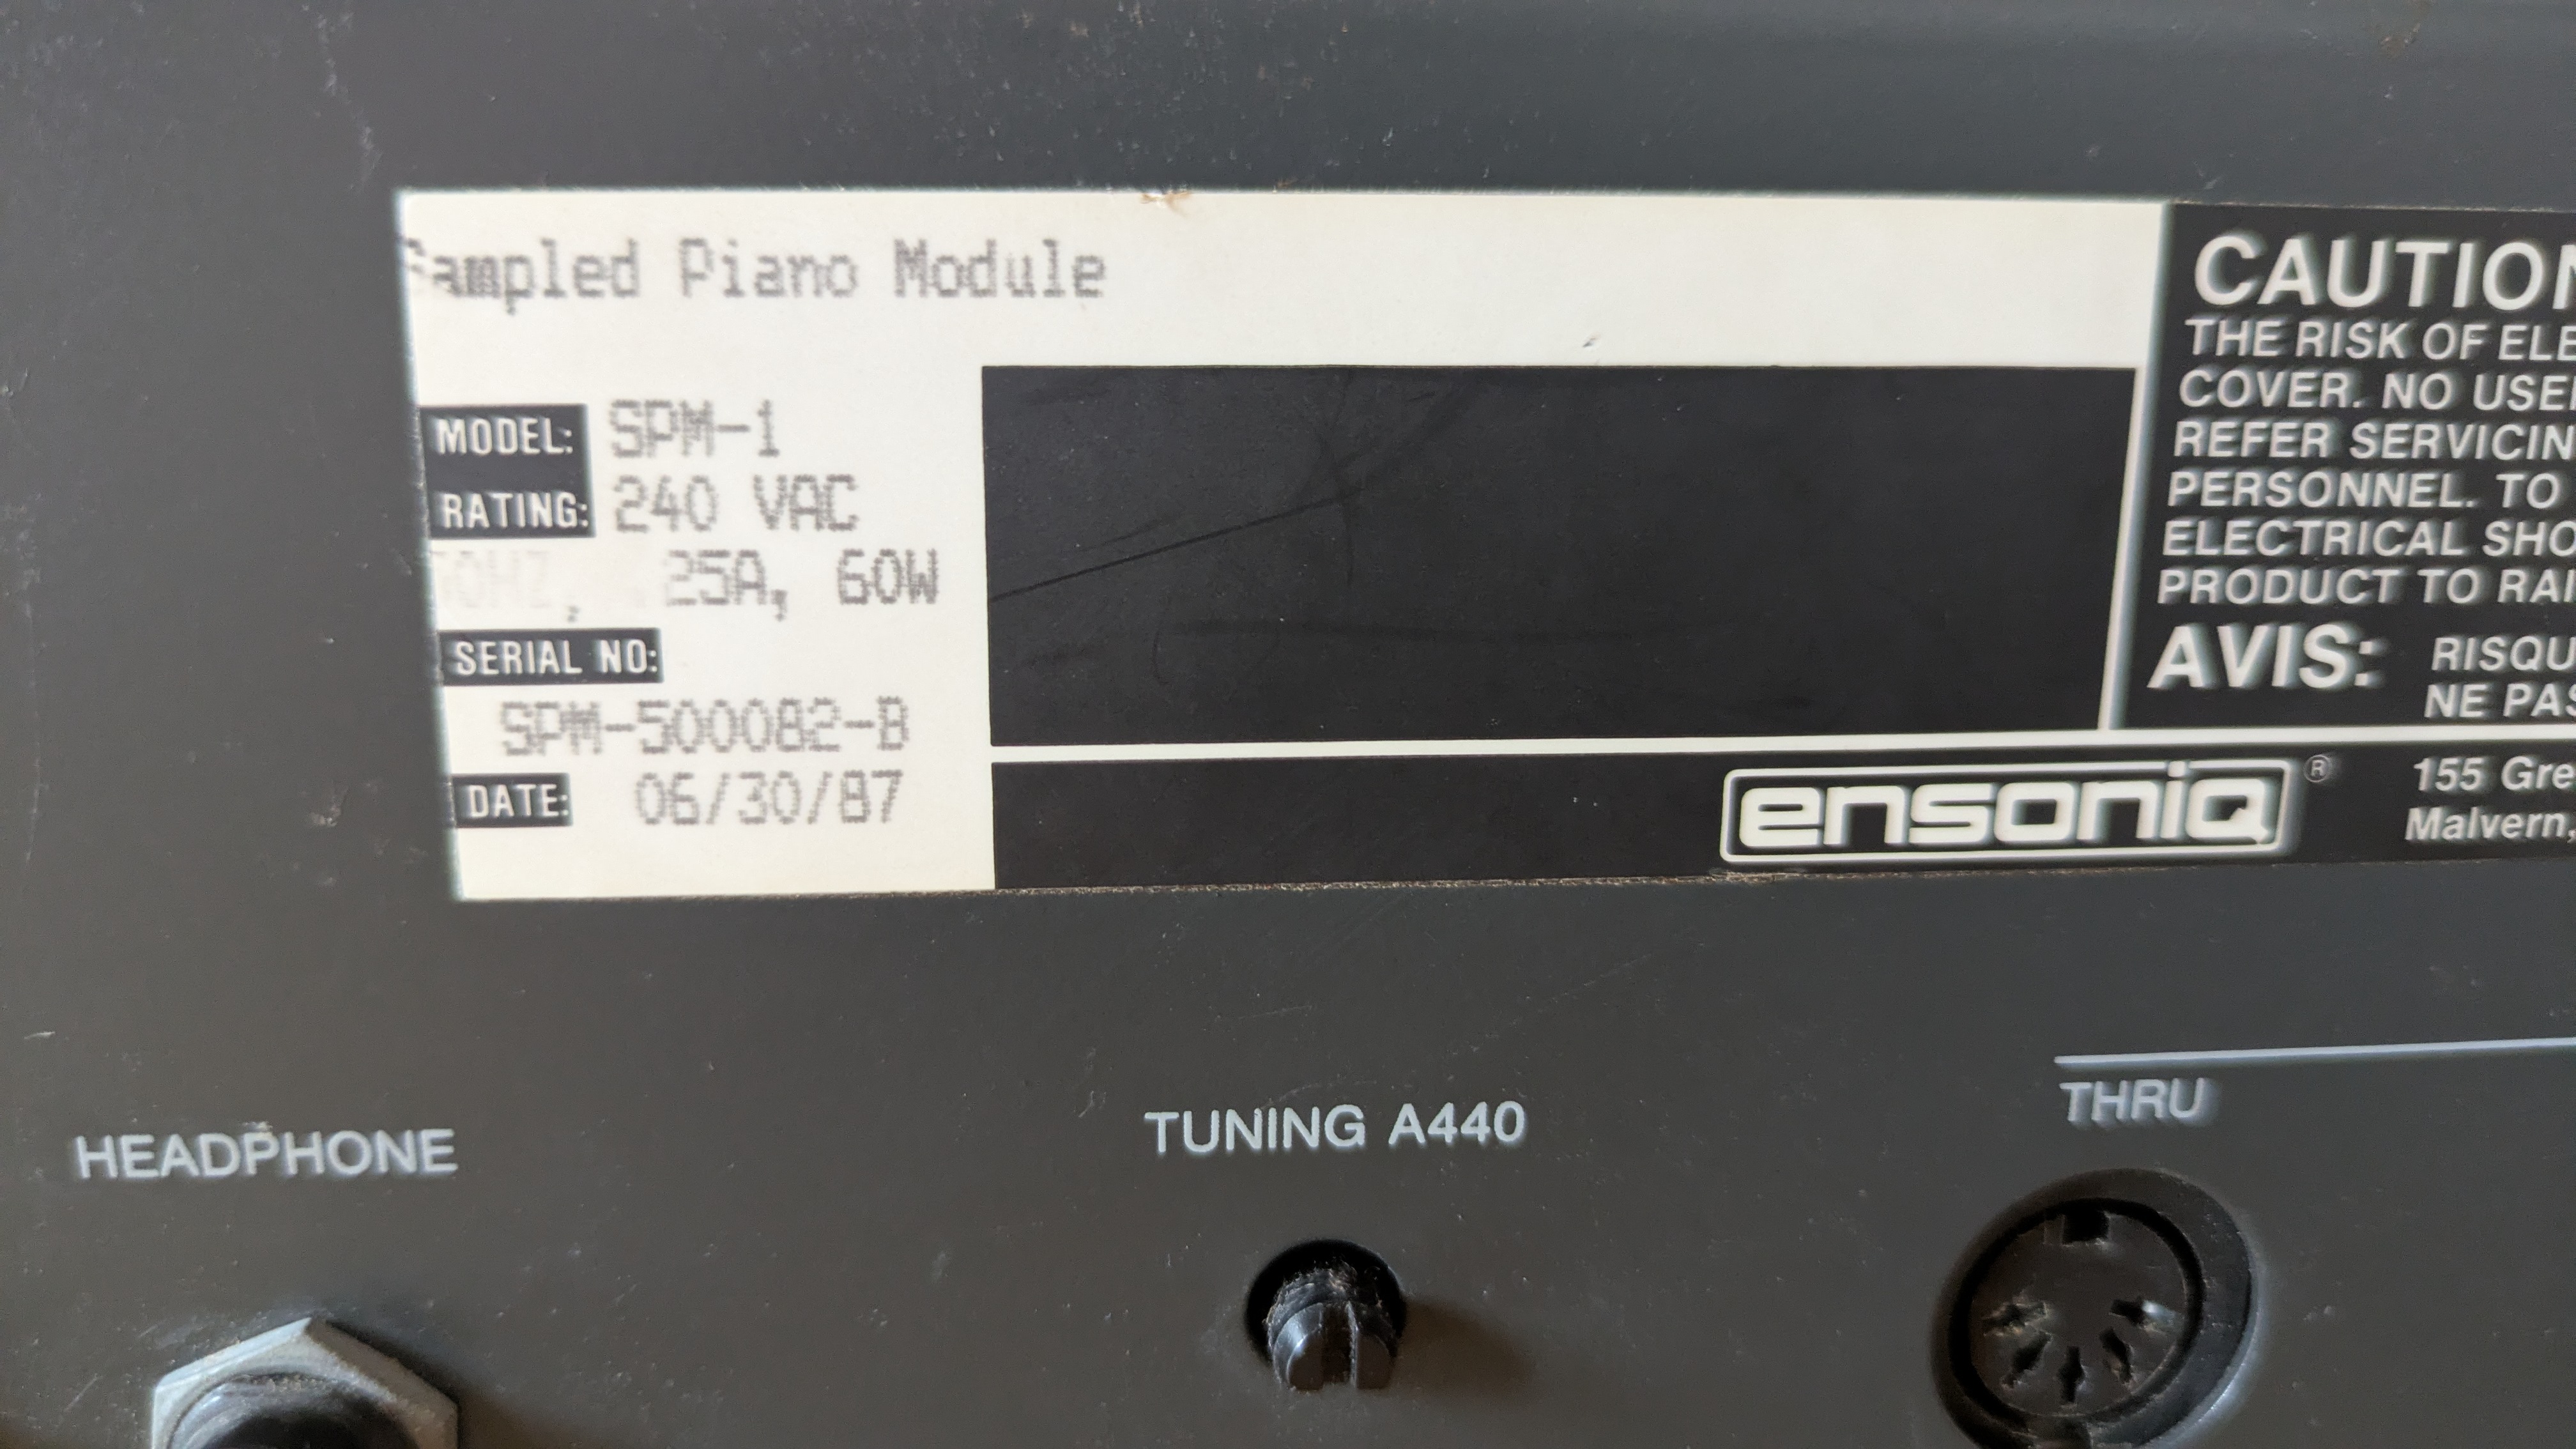 Sampled Piano Module
MODEL: SPM-1
RATING: 240 VAC
25A, 60W
SERIAL NO:
SPM-500082-B
DATE: 06/30/87
CAUTION
THE RISK OF ELE
COVER. NO USE
REFER SERVICIN
PERSONNEL. TO
ELECTRICAL SHO
PRODUCT TO RAI
AVIS: RISQU
NE PAS
ensoniq ®
155 Gre
Malvern,
HEADPHONE
TUNING A440
THRU